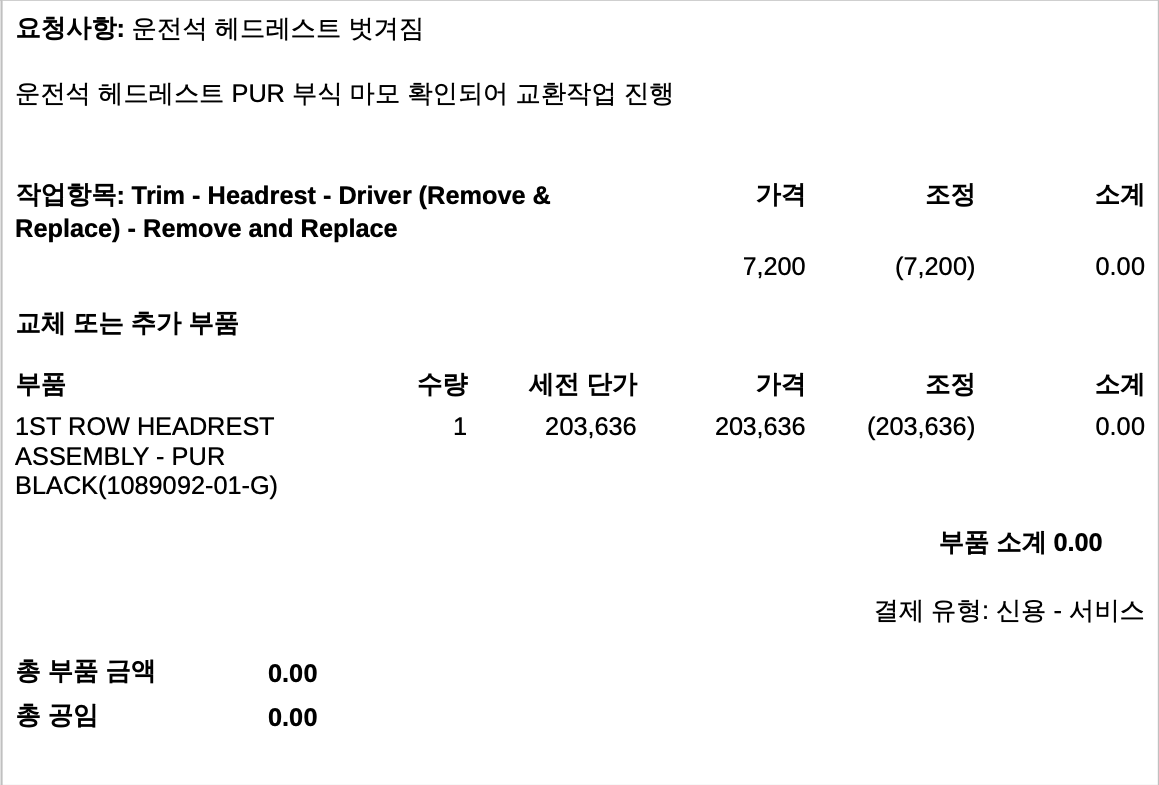 요청사항: 운전석 헤드레스트 벗겨짐
운전석 헤드레스트 PUR 부식 마모 확인되어 교환작업 진행
작업항목: Trim - Headrest - Driver (Remove & 가격 조정 소계
Replace) - Remove and Replace
7,200 (7,200) 0.00
교체 또는 추가 부품
부품 수량 세전 단가 가격 조정 소계
1ST ROW HEADREST 1 203,636 203,636 (203,636) 0.00
ASSEMBLY - PUR
BLACK(1089092-01-G)
부품 소계 0.00
결제 유형: 신용 - 서비스
총 부품 금액 0.00
총 공임 0.00